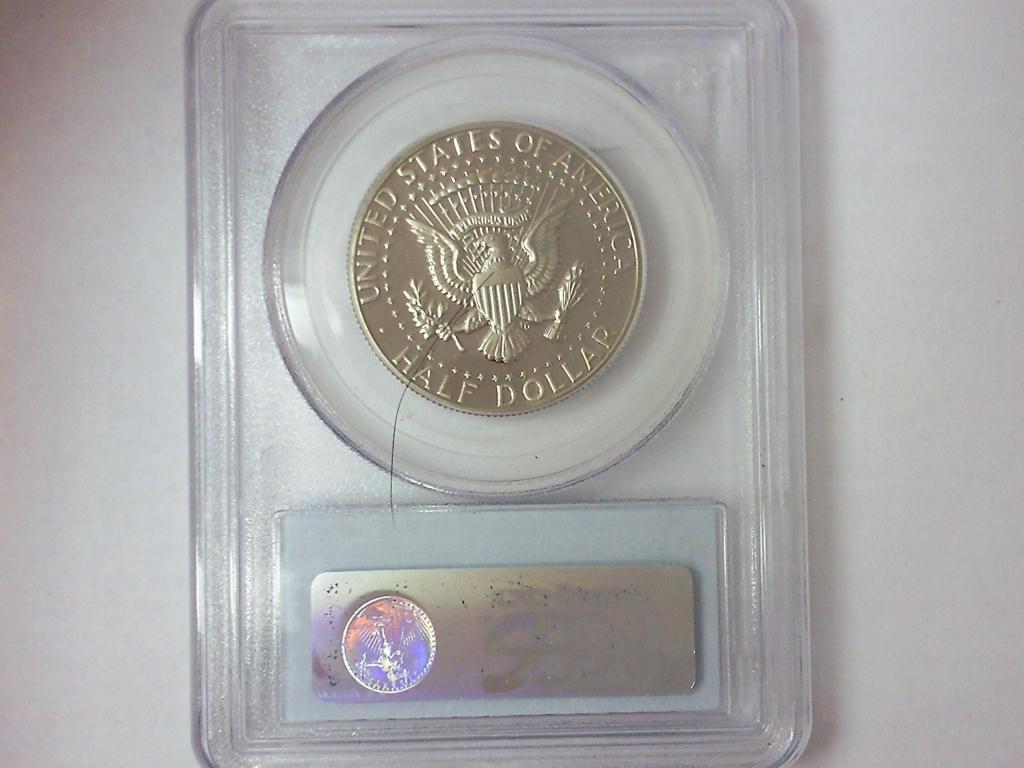 UNITED STATES OF AMERICA
E PLURIBUS UNUM
HALF DOLLAR